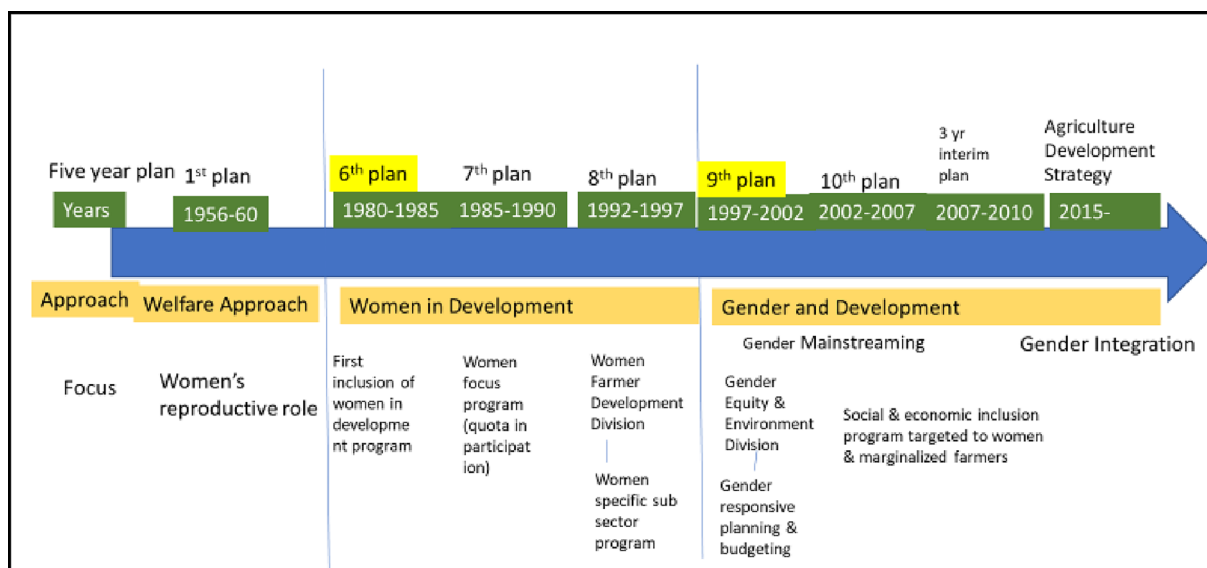 Five year plan
1st plan
6th plan
7th plan
8th plan
9th plan
10th plan
3 yr
interim
plan
Agriculture
Development
Strategy
Years
1956-60
1980-1985
1985-1990
1992-1997
1997-2002
2002-2007
2007-2010
2015-
Approach
Welfare Approach
Women in Development
Gender and Development
Gender Mainstreaming
Gender Integration
Focus
Women's
reproductive role
First
inclusion of
women in
developme
nt program
Women
focus
program
(quota in
participat
ion)
Women
Farmer
Development
Division
Women
specific sub
sector
program
Gender
Equity &
Environment
Division
Gender
responsive
planning &
budgeting
Social & economic inclusion
program targeted to women
& marginalized farmers